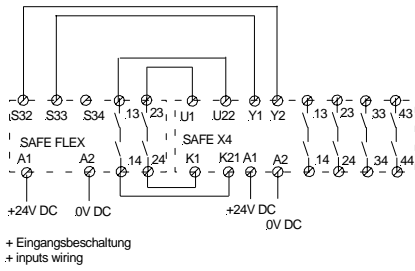 S32 S33 S34 .13 .23 U1 U22 Y1 Y2 .13 .23 .33 .43
SAFE FLEX SAFE X4
A1 A2 .14 .24 K1 K21 A1 A2 .14 .24 .34 .44
+24V DC 0V DC +24V DC
0V DC
+ Eingangsbeschaltung
+ inputs wiring